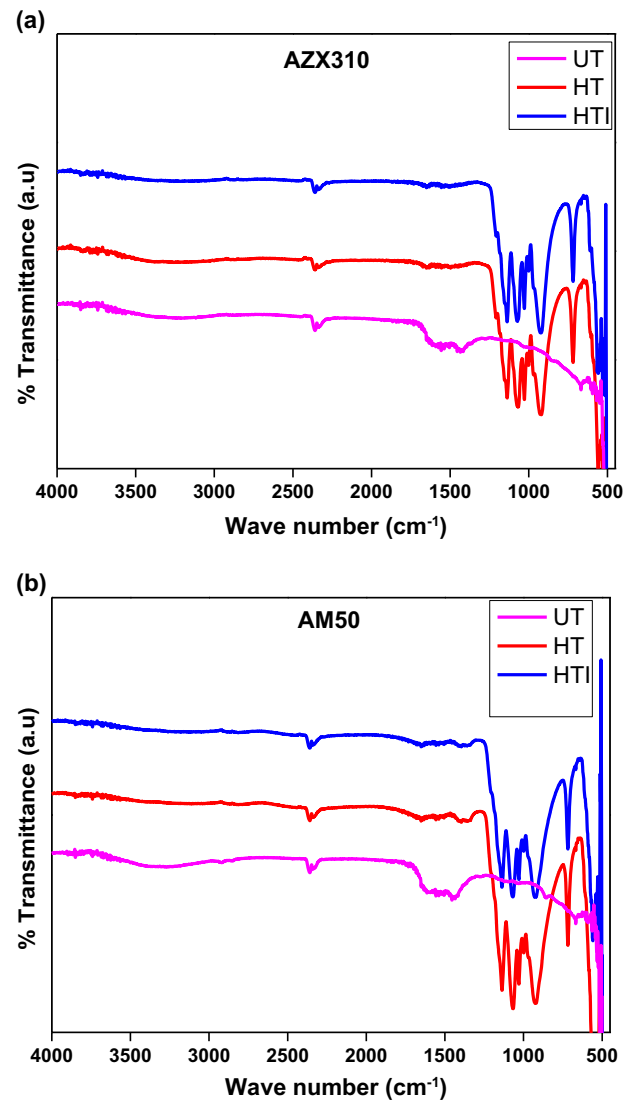 (a)
AZX310
UT
HT
HTI
% Transmittance (a.u)
4000 3500 3000 2500 2000 1500 1000 500
Wave number (cm⁻¹)
(b)
AM50
UT
HT
HTI
% Transmittance (a.u)
4000 3500 3000 2500 2000 1500 1000 500
Wave number (cm⁻¹)